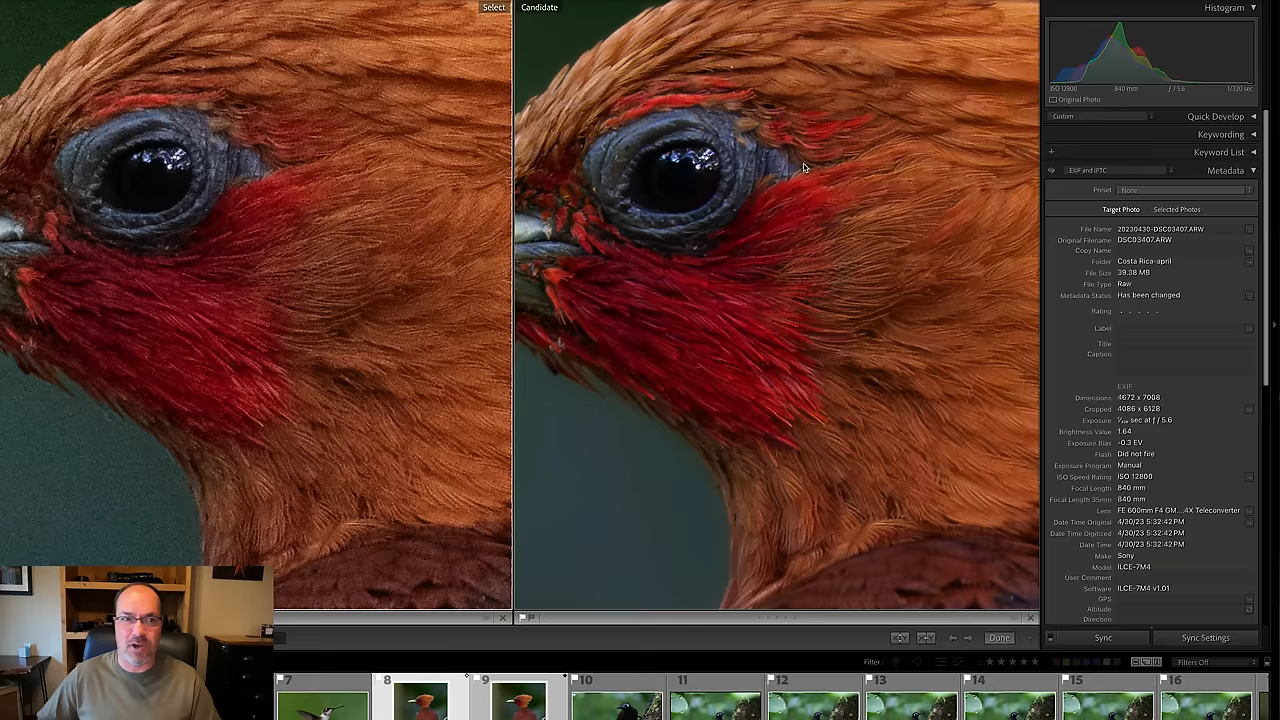 Select
Candidate
Histogram
ISO 12800 840 mm ƒ / 5.6 1/320 sec
Original Photo
Custom Quick Develop
Keywording
+ Keyword List
EXIF and IPTC Metadata
Preset None
Target Photo Selected Photos
File Name 20230430-DSC03407.ARW
Original Filename DSC03407.ARW
Copy Name
Folder Costa Rica-april
File Size 39.38 MB
File Type Raw
Metadata Status Has been changed
Rating . . . . .
Label
Title
Caption
EXIF
Dimensions 4672 x 7008
Cropped 4086 x 6128
Exposure 1/320 sec at ƒ / 5.6
Brightness Value 1.64
Exposure Bias -0.3 EV
Flash Did not fire
Exposure Program Manual
ISO Speed Rating ISO 12800
Focal Length 840 mm
Focal Length 35mm 840 mm
Lens FE 600mm F4 GM....4X Teleconverter
Date Time Original 4/30/23 5:32:42 PM
Date Time Digitized 4/30/23 5:32:42 PM
Date Time 4/30/23 5:32:42 PM
Make Sony
Model ILCE-7M4
User Comment
Software ILCE-7M4 v1.01
GPS
Altitude
Direction
Done
Sync Sync Settings
Filter: Filters Off
7 8 9 10 11 12 13 14 15 16